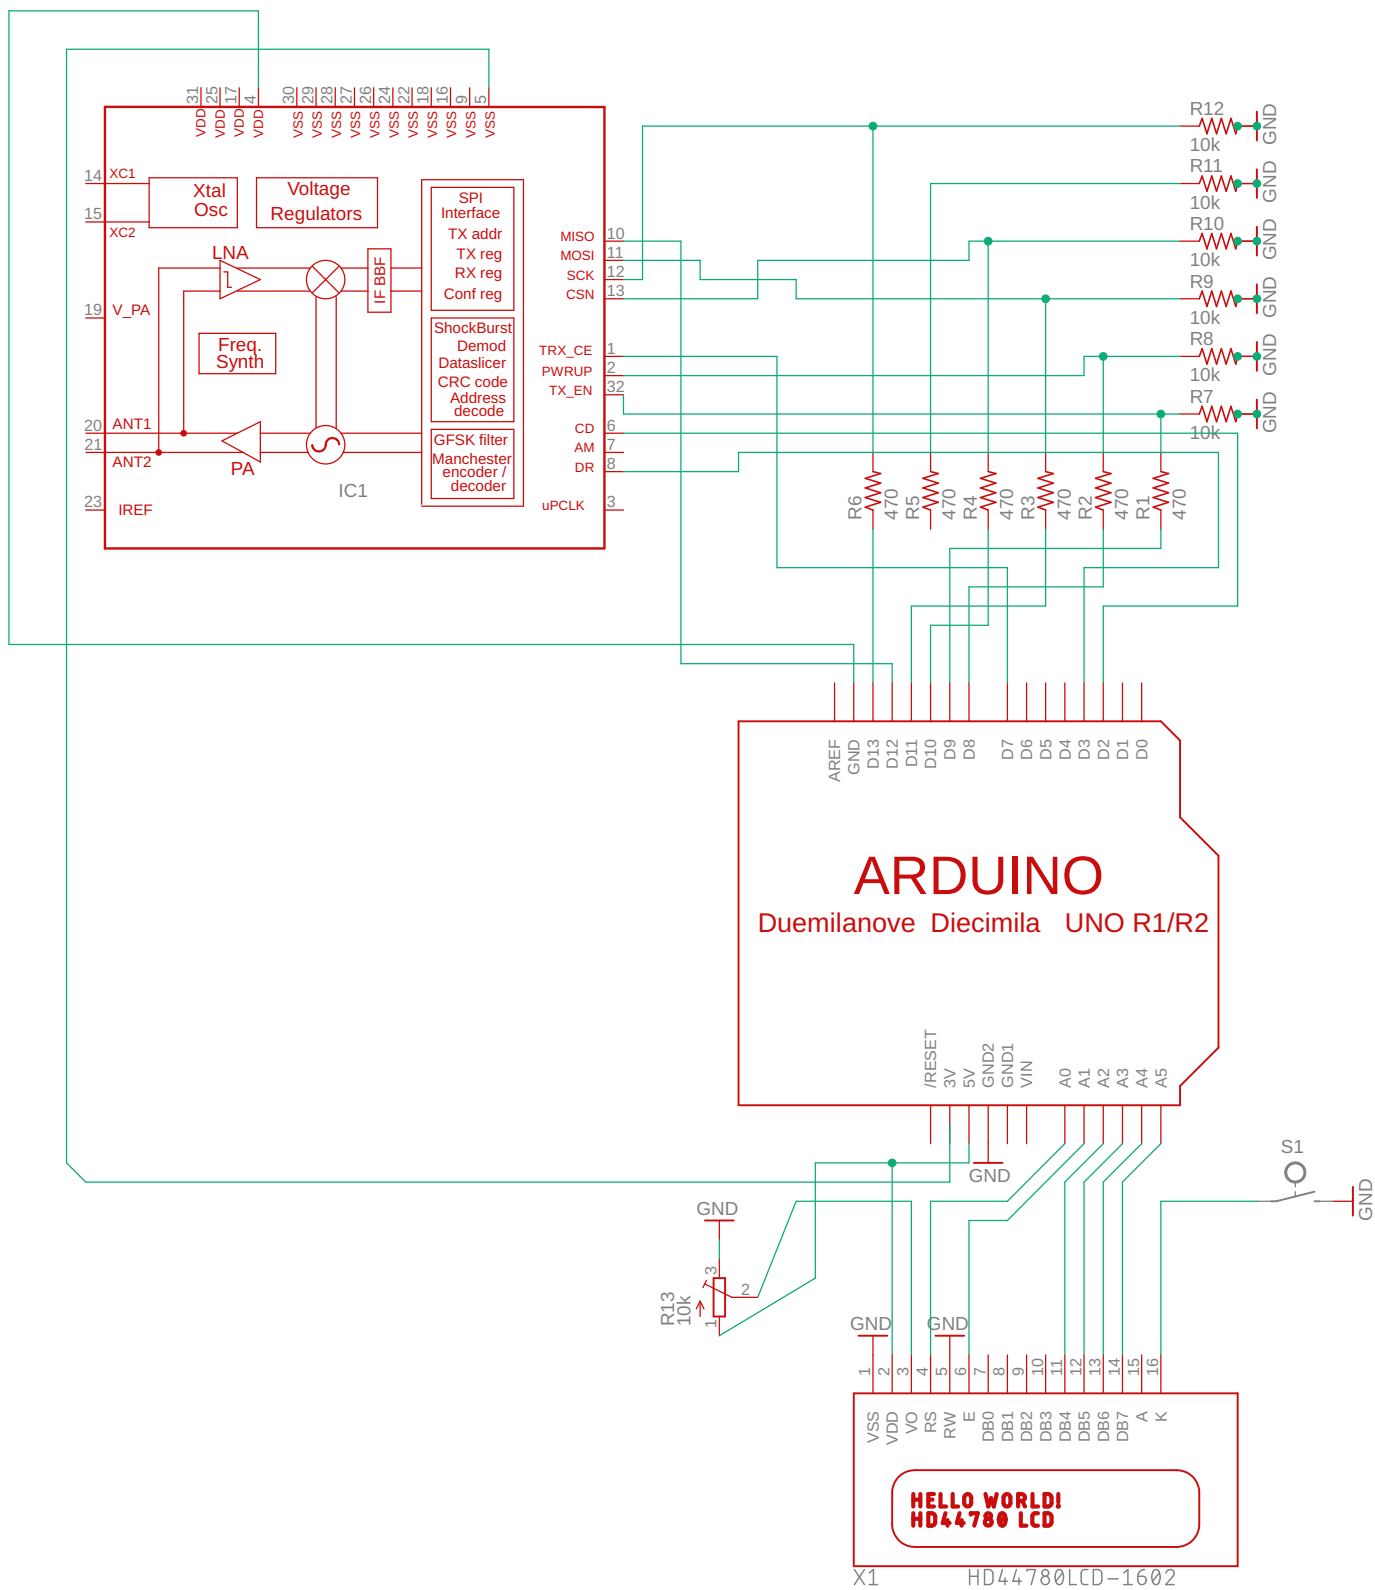 31
25
17
4
30
29
28
27
26
24
22
18
16
9
5
VDD
VDD
VDD
VDD
VSS
VSS
VSS
VSS
VSS
VSS
VSS
VSS
VSS
VSS
VSS
14
XC1
15
XC2
19
V_PA
20
ANT1
21
ANT2
23
IREF
Xtal
Osc
Voltage
Regulators
LNA
IF BBF
Freq.
Synth
PA
IC1
SPI
Interface
TX addr
TX reg
RX reg
Conf reg
ShockBurst
Demod
Dataslicer
CRC code
Address
decode
GFSK filter
Manchester
encoder /
decoder
MISO
10
MOSI
11
SCK
12
CSN
13
TRX_CE
1
PWRUP
2
TX_EN
32
CD
6
AM
7
DR
8
uPCLK
3
R12
10k
GND
R11
10k
GND
R10
10k
GND
R9
10k
GND
R8
10k
GND
R7
10k
GND
R6
470
R5
470
R4
470
R3
470
R2
470
R1
470
AREF
GND
D13
D12
D11
D10
D9
D8
D7
D6
D5
D4
D3
D2
D1
D0
ARDUINO
Duemilanove Diecimila UNO R1/R2
/RESET
3V
5V
GND2
GND1
VIN
A0
A1
A2
A3
A4
A5
GND
S1
GND
GND
R13
10k
3
2
1
GND
GND
1
2
3
4
5
6
7
8
9
10
11
12
13
14
15
16
VSS
VDD
VO
RS
RW
E
DB0
DB1
DB2
DB3
DB4
DB5
DB6
DB7
A
K
HELLO WORLD!
HD44780 LCD
X1
HD44780LCD-1602